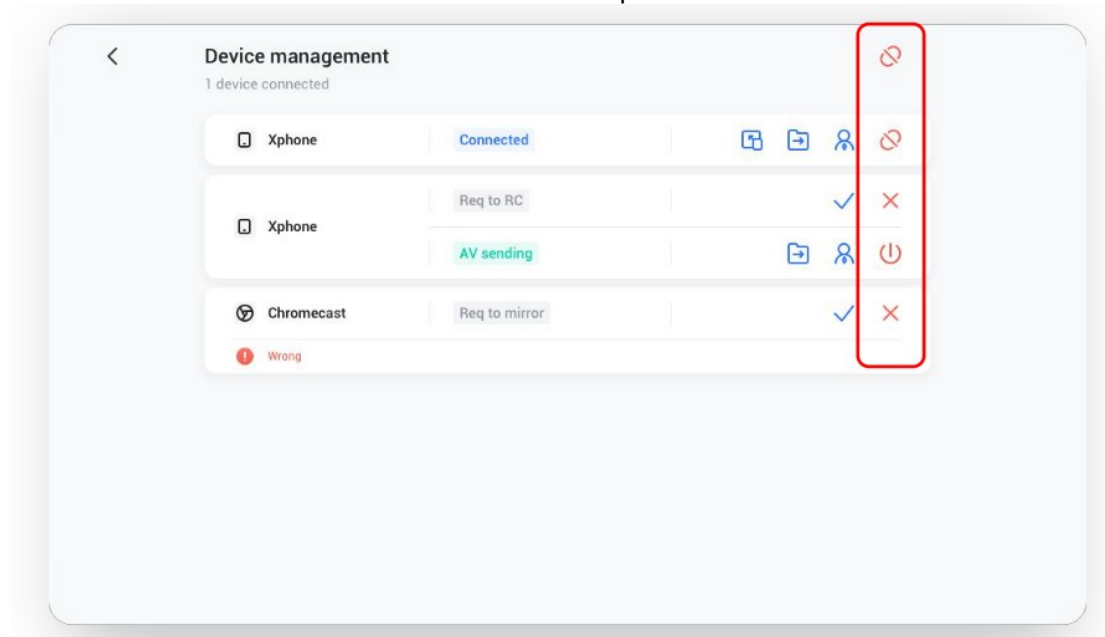 Device management
1 device connected
Xphone Connected
Req to RC
Xphone
AV sending
Chromecast Req to mirror
Wrong